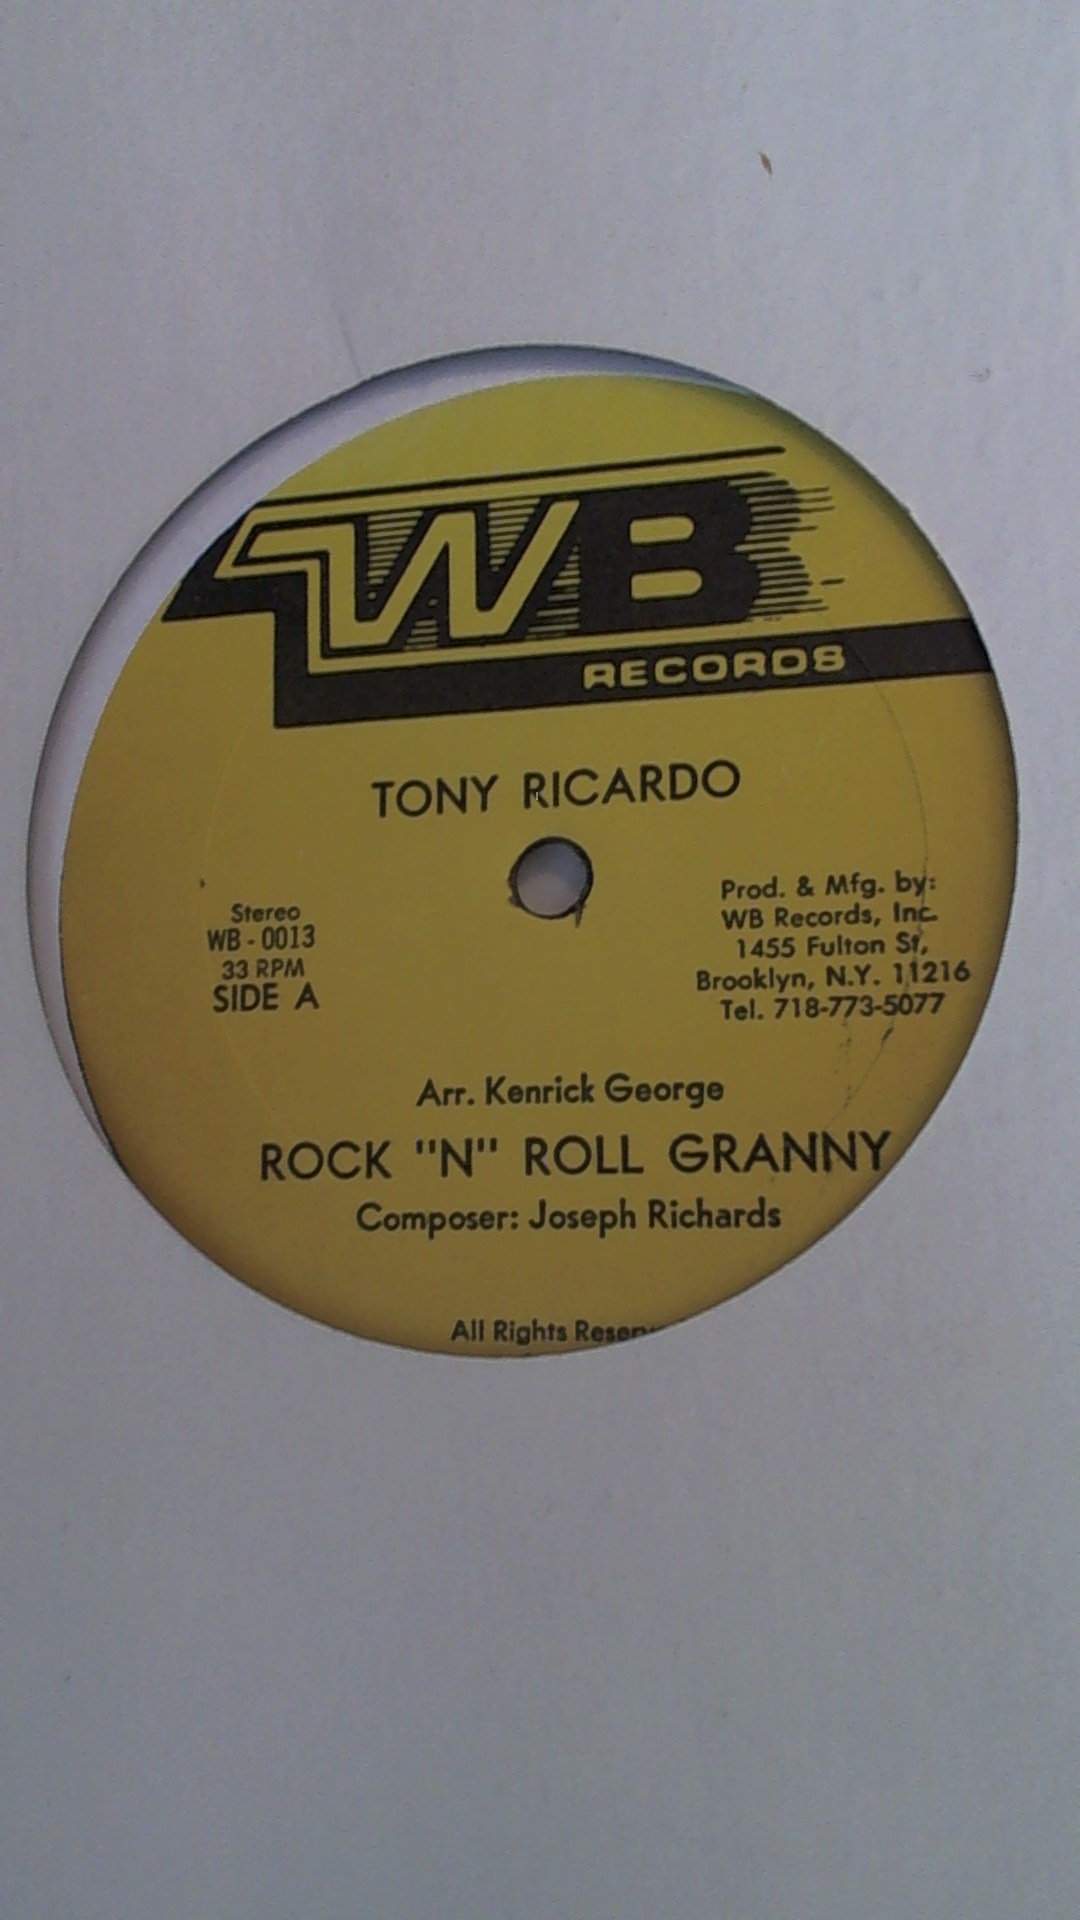 WB
RECORDS
TONY RICARDO
Stereo
WB - 0013
33 RPM
SIDE A
Prod. & Mfg. by:
WB Records, Inc.
1455 Fulton St,
Brooklyn, N.Y. 11216
Tel. 718-773-5077
Arr. Kenrick George
ROCK "N" ROLL GRANNY
Composer: Joseph Richards
All Rights